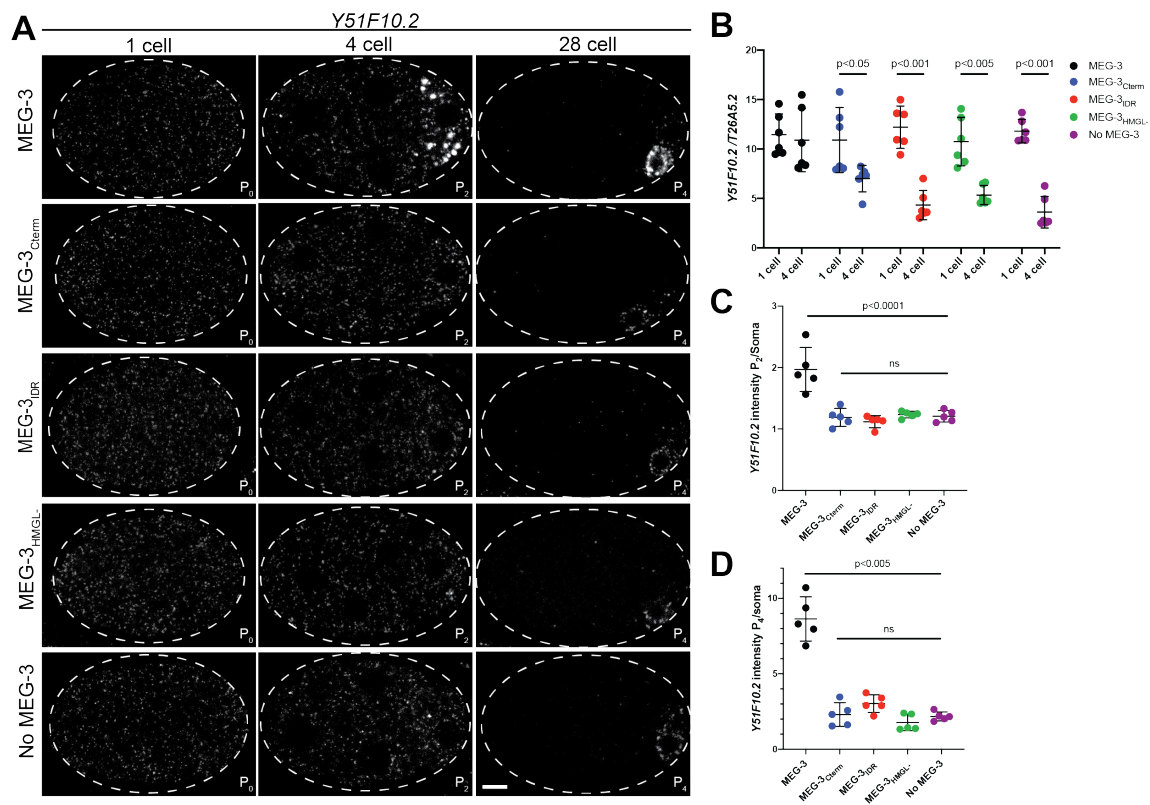 A
Y51F10.2
1 cell 4 cell 28 cell
MEG-3
P0 P2 P4
MEG-3Cterm
P0 P2 P4
MEG-3IDR
P0 P2 P4
MEG-3HMGL-
P0 P2 P4
No MEG-3
P0 P2 P4
B
Y51F10.2 /T26A5.2
20
15
10
5
0
p<0.05 p<0.001 p<0.005 p<0.001
1 cell 4 cell 1 cell 4 cell 1 cell 4 cell 1 cell 4 cell 1 cell 4 cell
MEG-3
MEG-3Cterm
MEG-3IDR
MEG-3HMGL-
No MEG-3
C
Y51F10.2 intensity P2/Soma
3
2
1
0
p<0.0001
ns
MEG-3 MEG-3Cterm MEG-3IDR MEG-3HMGL- No MEG-3
D
Y51F10.2 intensity P4/soma
10
5
0
p<0.005
ns
MEG-3 MEG-3Cterm MEG-3IDR MEG-3HMGL- No MEG-3